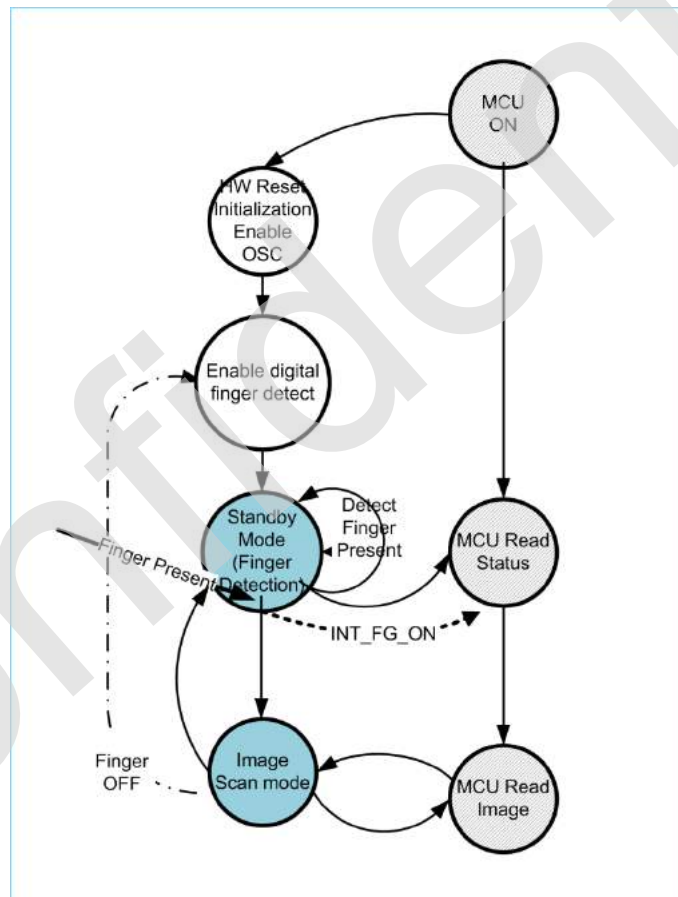 MCU
ON
HW Reset
Initialization
Enable
OSC
Enable digital
finger detect
Standby
Mode
(Finger
Detection)
Detect
Finger
Present
MCU Read
Status
Finger Present
INT_FG_ON
Finger
OFF
Image
Scan mode
MCU Read
Image